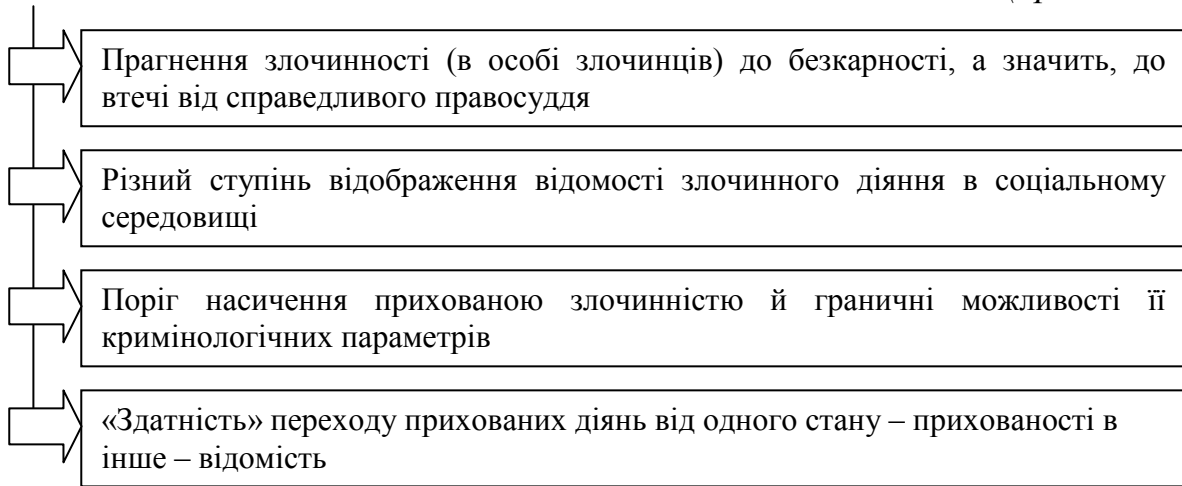 Прагнення злочинності (в особі злочинців) до безкарності, а значить, до
втечі від справедливого правосуддя
Різний ступінь відображення відомості злочинного діяння в соціальному
середовищі
Поріг насичення прихованою злочинністю й граничні можливості її
кримінологічних параметрів
«Здатність» переходу прихованих діянь від одного стану – прихованості в
інше – відомість